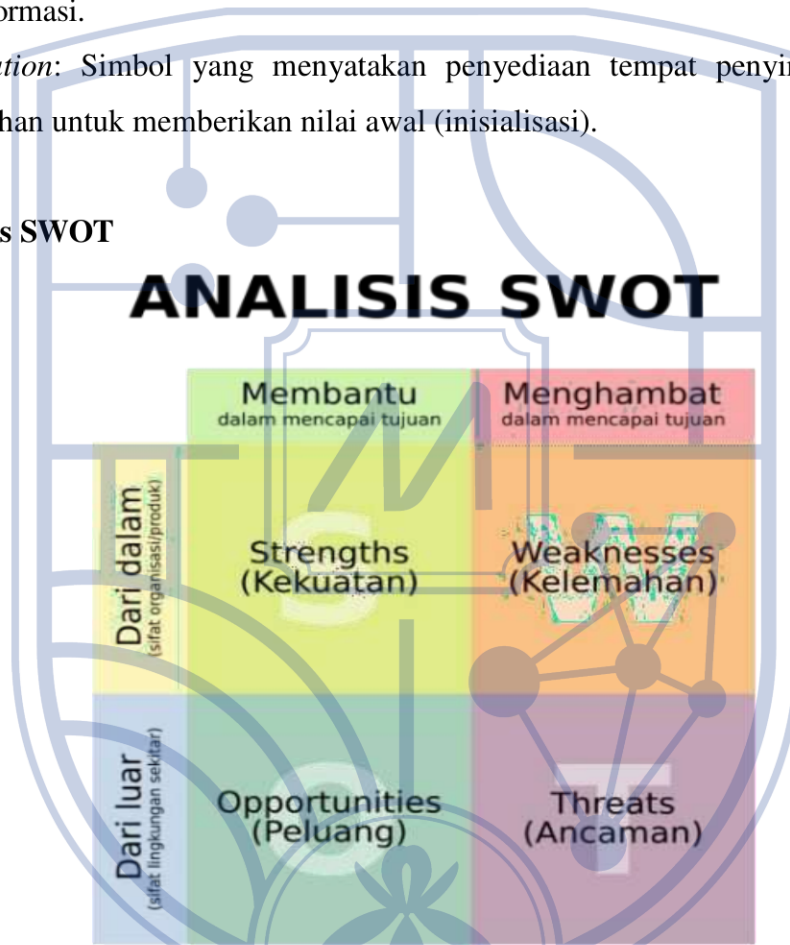 ormasi.
ation: Simbol yang menyatakan penyediaan tempat penyi
han untuk memberikan nilai awal (inisialisasi).
s SWOT
ANALISIS SWOT
Membantu
dalam mencapai tujuan
Menghambat
dalam mencapai tujuan
Dari dalam
(sifat organisasi/produk)
S
Strengths
(Kekuatan)
W
Weaknesses
(Kelemahan)
Dari luar
(sifat lingkungan sekitar)
O
Opportunities
(Peluang)
T
Threats
(Ancaman)